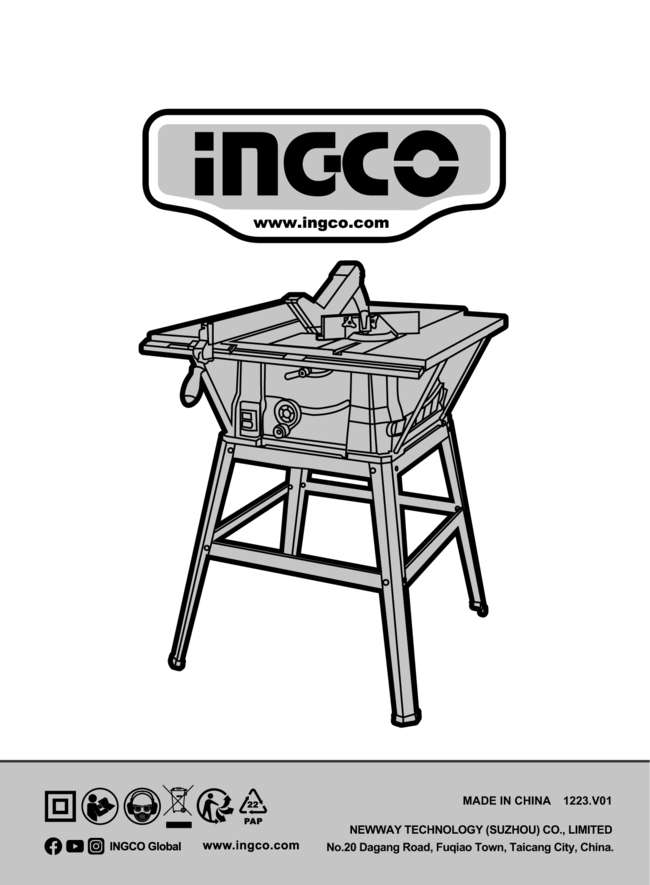 INGCO
www.ingco.com
22
PAP
MADE IN CHINA 1223.V01
NEWWAY TECHNOLOGY (SUZHOU) CO., LIMITED
INGCO Global www.ingco.com
No.20 Dagang Road, Fuqiao Town, Taicang City, China.